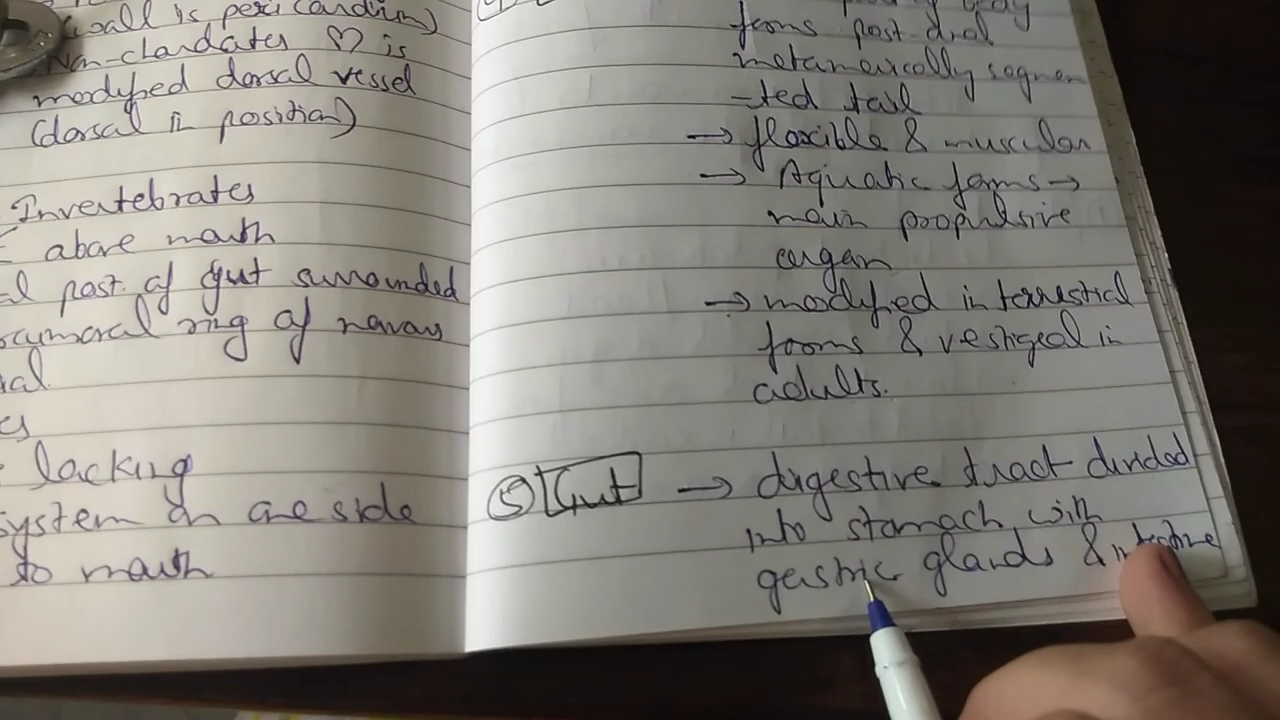 wall is pericardium)
Non-chordates ♡ is
modified dorsal vessel
(dorsal in position)
Invertebrates
above mouth
post. of gut surrounded
ring of nervous
lacking
system on one side
to mouth
body
forms post-anal
metamerically segmen
-ted tail
→ flexible & muscular
→ Aquatic forms →
main propulsive
organ
→ modified in terrestial
forms & vestigeal in
adults.
⑤ Gut → digestive tract divided
into stomach with
gastric glands & intestine